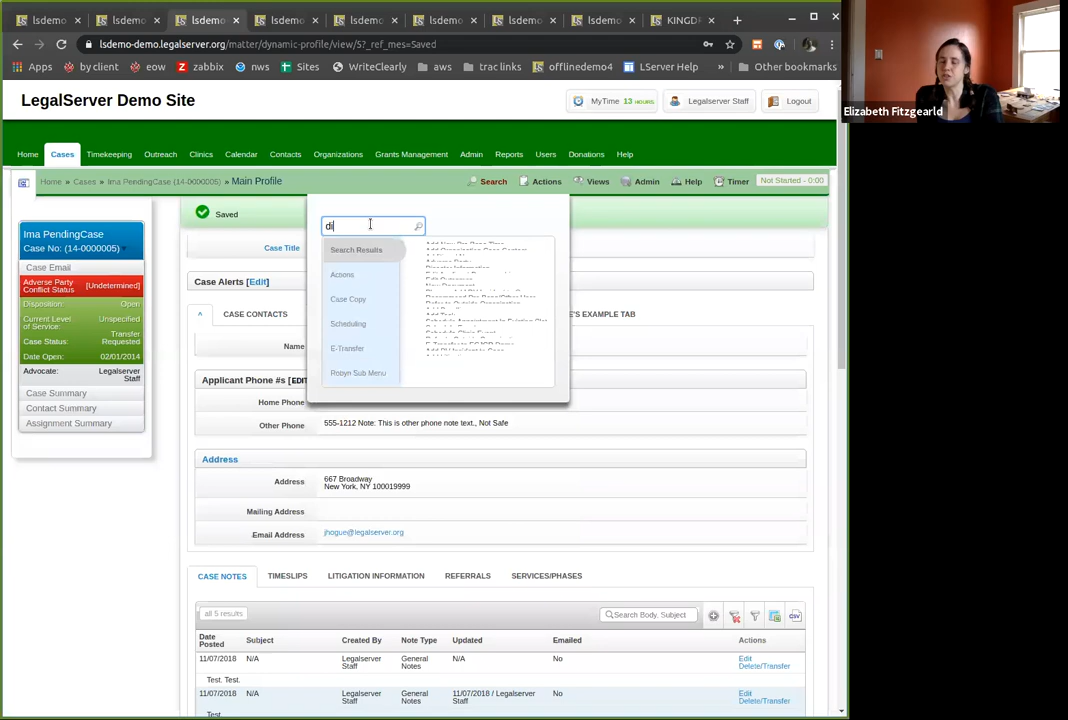 lsdemo
lsdemo
lsdemo
lsdemo
lsdemo
lsdemo
lsdemo
lsdemo
KINGDR
lsdemo-demo.legalserver.org/matter/dynamic-profile/view/5?_ref_mes=Saved
Apps
by client
eow
zabbix
nws
Sites
WriteClearly
aws
trac links
offlinedemo4
LServer Help
»
Other bookmarks
Elizabeth Fitzgearld
LegalServer Demo Site
MyTime 13 HOURS
LegalServer Staff
Logout
Home Cases Timekeeping Outreach Clinics Calendar Contacts Organizations Grants Management Admin Reports Users Donations Help
Home » Cases » Ima PendingCase (14-0000005) » Main Profile
Search Actions Views Admin Help Timer Not Started - 0:00
Ima PendingCase
Case No: (14-0000005)
Case Email
Adverse Party
Conflict Status
[Undetermined]
Disposition: Open
Current Level
of Service:
Unspecified
Case Status:
Transfer
Requested
Date Open: 02/01/2014
Advocate:
Legalserver
Staff
Case Summary
Contact Summary
Assignment Summary
Saved
di
Search Results
Actions
Case Copy
Scheduling
E-Transfer
Robyn Sub Menu
Case Title
Case Alerts [Edit]
^ CASE CONTACTS
'S EXAMPLE TAB
Name
Applicant Phone #s [EDIT
Home Phone
Other Phone 555-1212 Note: This is other phone note text., Not Safe
Address
Address
667 Broadway
New York, NY 100019999
Mailing Address
Email Address jhogue@legalserver.org
CASE NOTES TIMESLIPS LITIGATION INFORMATION REFERRALS SERVICES/PHASES
all 5 results
Search Body, Subject
CSV
Date Posted Subject Created By Note Type Updated Emailed Actions
11/07/2018 N/A Legalserver Staff General Notes N/A No Edit Delete/Transfer
Test. Test.
11/07/2018 N/A Legalserver Staff General Notes 11/07/2018 / Legalserver Staff No Edit Delete/Transfer
Test.